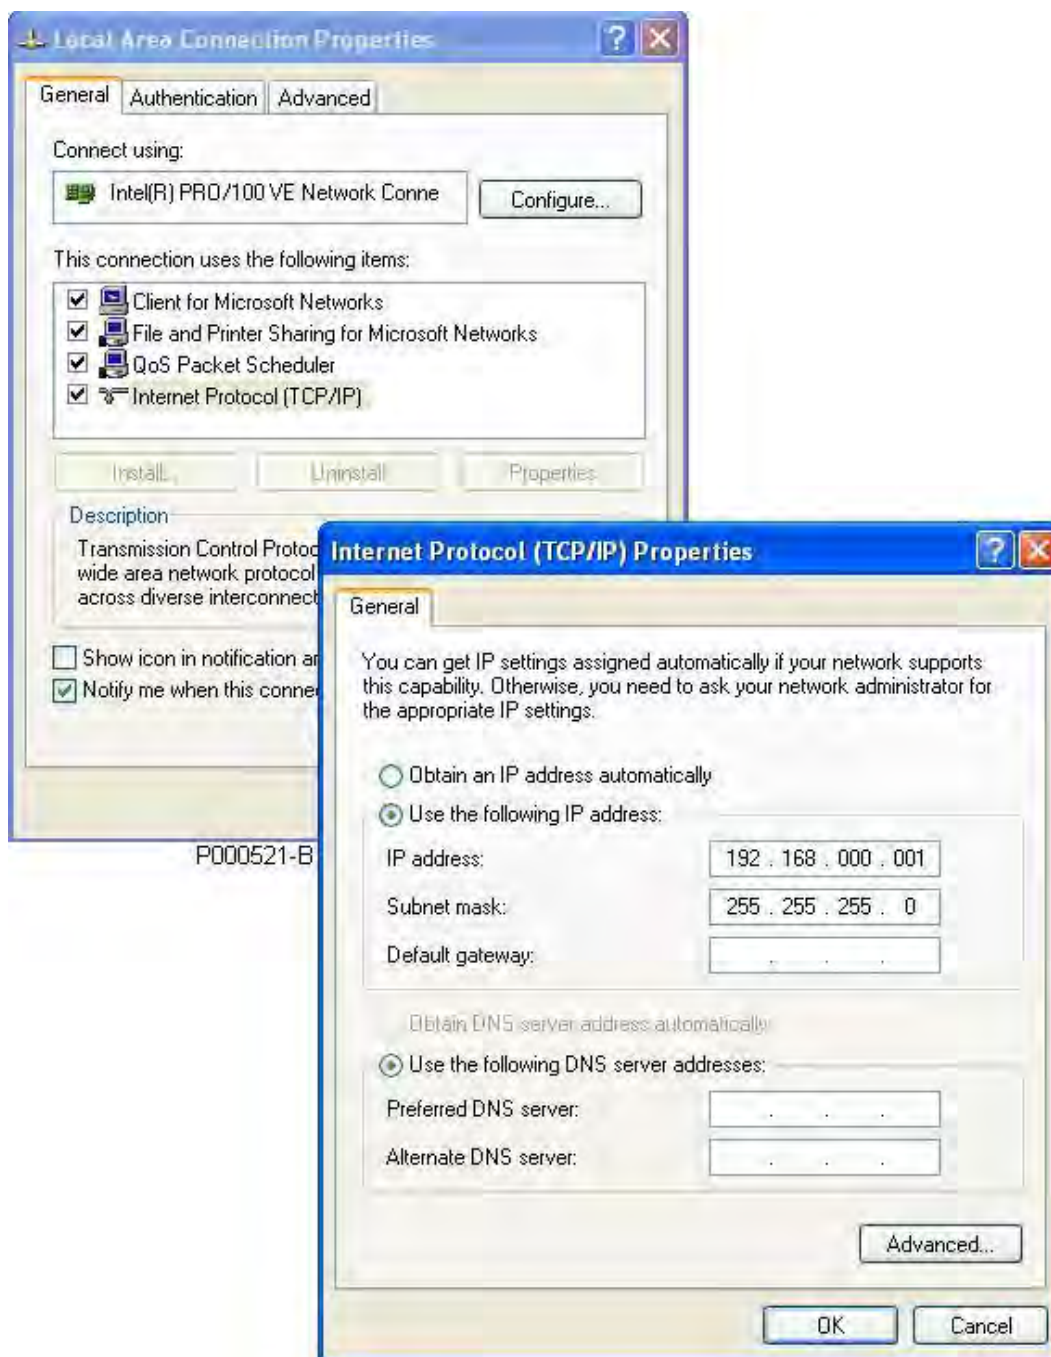 Local Area Connection Properties
General
Authentication
Advanced
Connect using:
Intel(R) PRO/100 VE Network Conne
Configure...
This connection uses the following items:
Client for Microsoft Networks
File and Printer Sharing for Microsoft Networks
QoS Packet Scheduler
Internet Protocol (TCP/IP)
Install...
Uninstall
Properties
Description
Transmission Control Protoc
wide area network protocol
across diverse interconnect
Show icon in notification ar
Notify me when this conne
P000521-B
Internet Protocol (TCP/IP) Properties
General
You can get IP settings assigned automatically if your network supports
this capability. Otherwise, you need to ask your network administrator for
the appropriate IP settings.
Obtain an IP address automatically
Use the following IP address:
IP address: 192 . 168 . 000 . 001
Subnet mask: 255 . 255 . 255 . 0
Default gateway: . . .
Obtain DNS server address automatically
Use the following DNS server addresses:
Preferred DNS server: . . .
Alternate DNS server: . . .
Advanced...
OK
Cancel